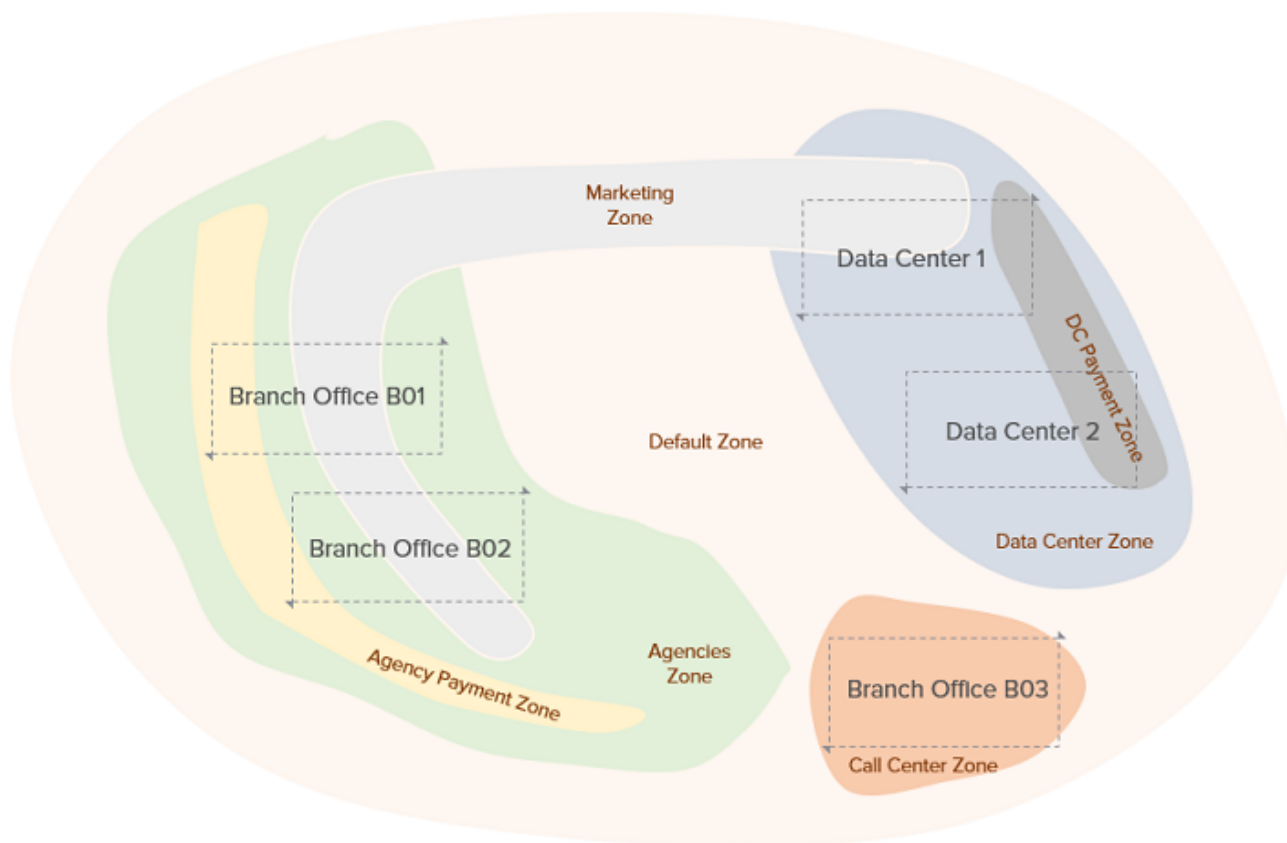 Marketing
Zone
Data Center 1
DC Payment Zone
Branch Office B01
Data Center 2
Default Zone
Branch Office B02
Data Center Zone
Agencies
Zone
Agency Payment Zone
Branch Office B03
Call Center Zone